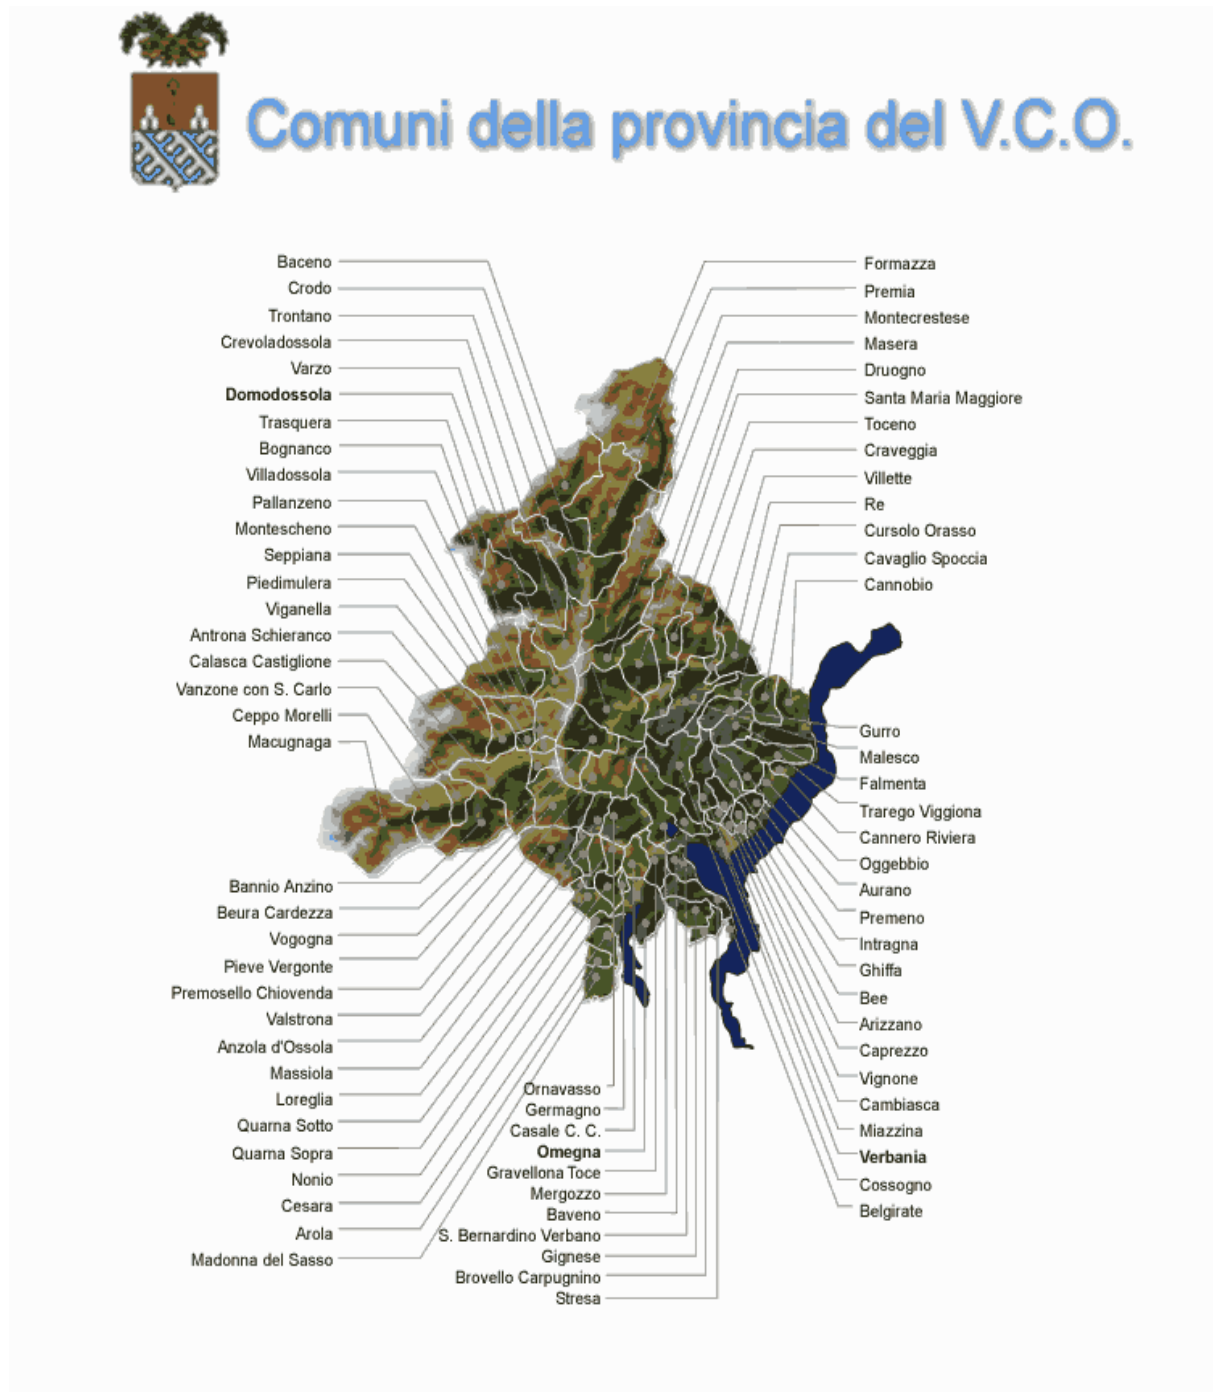 Comuni della provincia del V.C.O.
Baceno
Crodo
Trontano
Crevoladossola
Varzo
Domodossola
Trasquera
Bognanco
Villadossola
Pallanzeno
Montescheno
Seppiana
Piedimulera
Viganella
Antrona Schieranco
Calasca Castiglione
Vanzone con S. Carlo
Ceppo Morelli
Macugnaga
Formazza
Premia
Montecrestese
Masera
Druogno
Santa Maria Maggiore
Toceno
Craveggia
Villette
Re
Cursolo Orasso
Cavaglio Spoccia
Cannobio
Gurro
Malesco
Falmenta
Trarego Viggiona
Cannero Riviera
Oggebbio
Aurano
Premeno
Intragna
Ghiffa
Bee
Arizzano
Caprezzo
Vignone
Cambiasca
Miazzina
Verbania
Cossogno
Belgirate
Bannio Anzino
Beura Cardezza
Vogogna
Pieve Vergonte
Premosello Chiovenda
Valstrona
Anzola d'Ossola
Massiola
Loreglia
Quarna Sotto
Quarna Sopra
Nonio
Cesara
Arola
Madonna del Sasso
Ornavasso
Germagno
Casale C. C.
Omegna
Gravellona Toce
Mergozzo
Baveno
S. Bernardino Verbano
Gignese
Brovello Carpugnino
Stresa